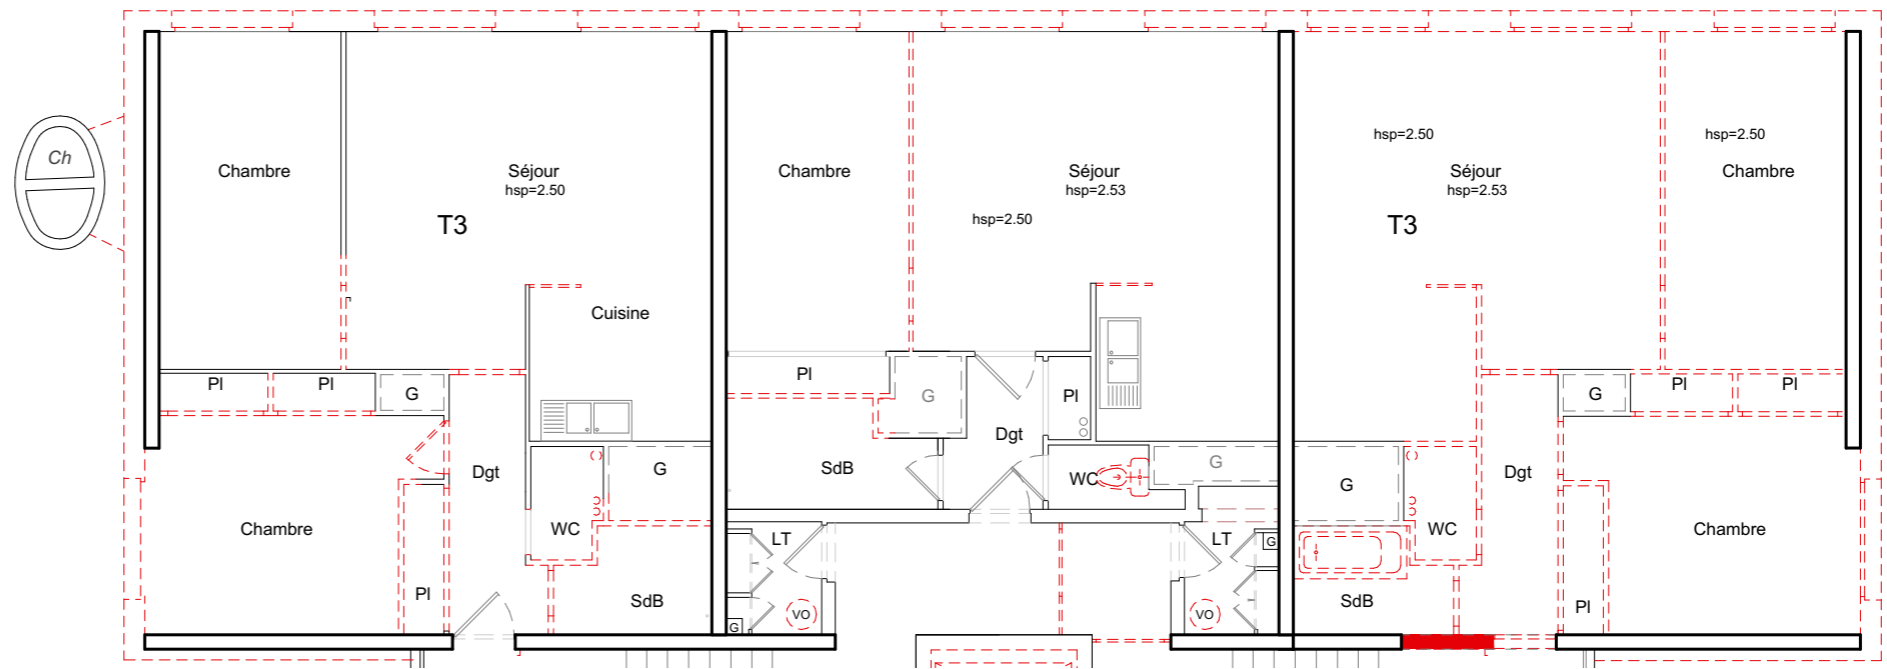 Ch
Chambre
Séjour
hsp=2.50
T3
Cuisine
Pl
Pl
G
Dgt
G
WC
Chambre
Pl
SdB
Chambre
Séjour
hsp=2.53
hsp=2.50
Pl
G
Pl
Dgt
SdB
WC
G
LT
VO
G
LT
G
VO
hsp=2.50
Séjour
hsp=2.53
T3
hsp=2.50
Chambre
G
Pl
Pl
G
WC
Dgt
Chambre
SdB
Pl